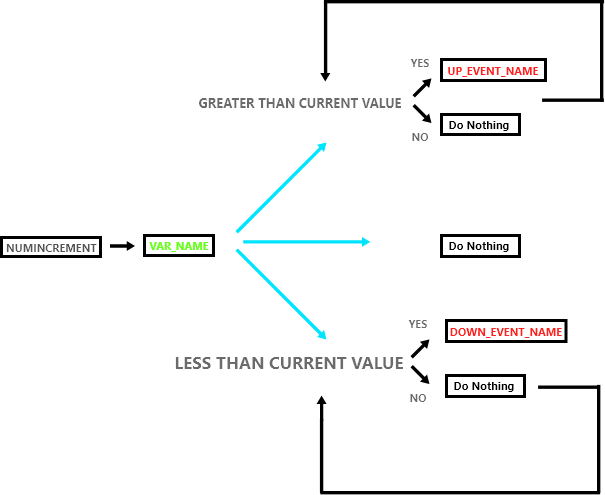 YES
UP_EVENT_NAME
GREATER THAN CURRENT VALUE
Do Nothing
NO
NUMINCREMENT
VAR_NAME
Do Nothing
YES
DOWN_EVENT_NAME
LESS THAN CURRENT VALUE
Do Nothing
NO